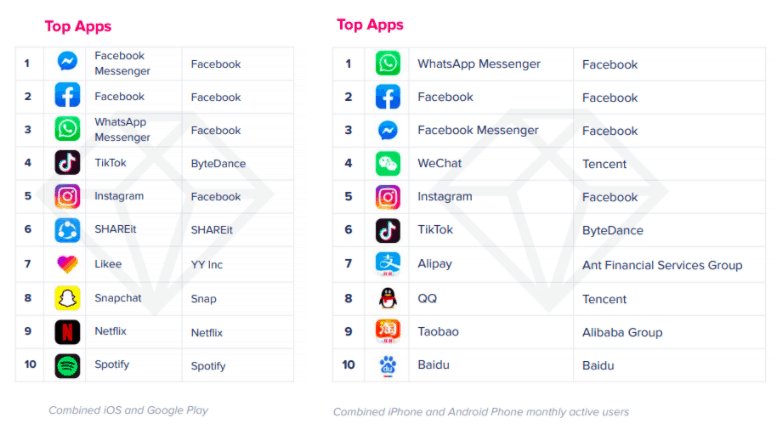 Top Apps
1 Facebook Messenger Facebook
2 Facebook Facebook
3 WhatsApp Messenger Facebook
4 TikTok ByteDance
5 Instagram Facebook
6 SHAREit SHAREit
7 Likee YY Inc
8 Snapchat Snap
9 Netflix Netflix
10 Spotify Spotify
Combined iOS and Google Play
Top Apps
1 WhatsApp Messenger Facebook
2 Facebook Facebook
3 Facebook Messenger Facebook
4 WeChat Tencent
5 Instagram Facebook
6 TikTok ByteDance
7 Alipay Ant Financial Services Group
8 QQ Tencent
9 淘 Taobao Alibaba Group
10 du Baidu Baidu
Combined iPhone and Android Phone monthly active users